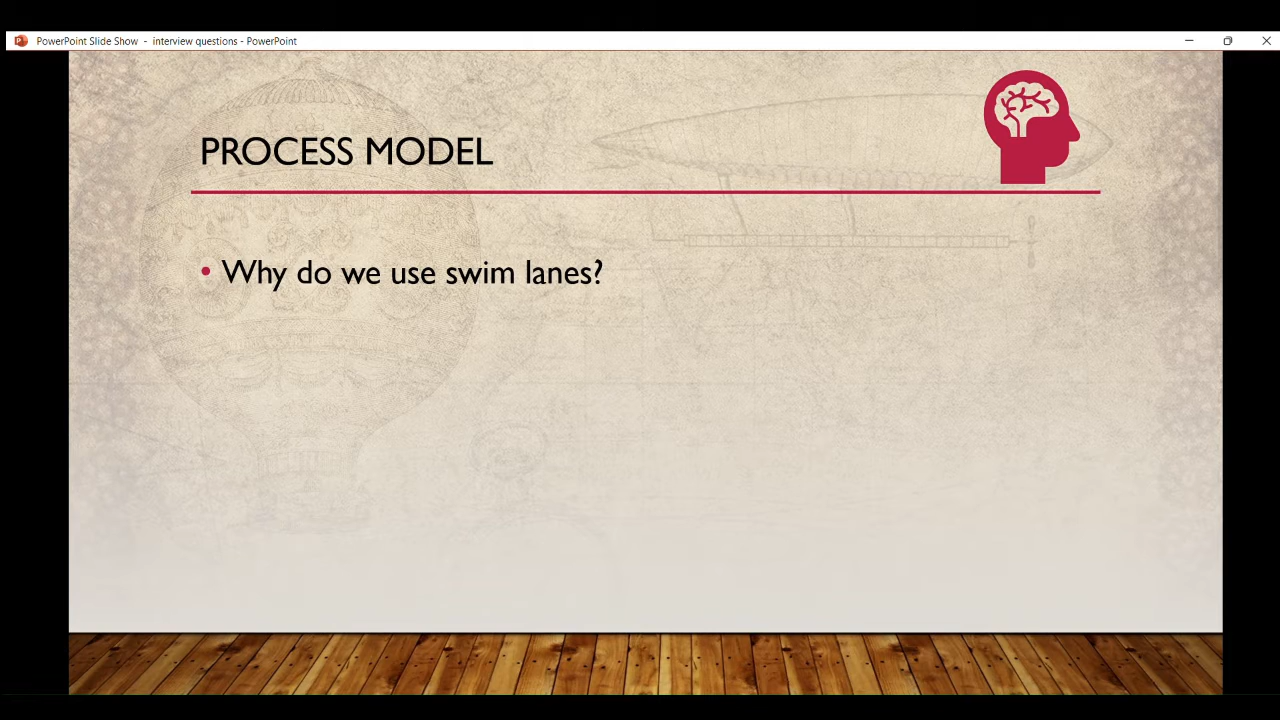 PowerPoint Slide Show - interview questions - PowerPoint
PROCESS MODEL
• Why do we use swim lanes?